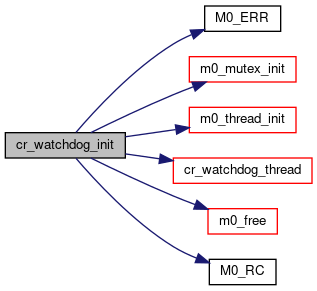 M0_ERR
m0_mutex_init
m0_thread_init
cr_watchdog_init
cr_watchdog_thread
m0_free
M0_RC